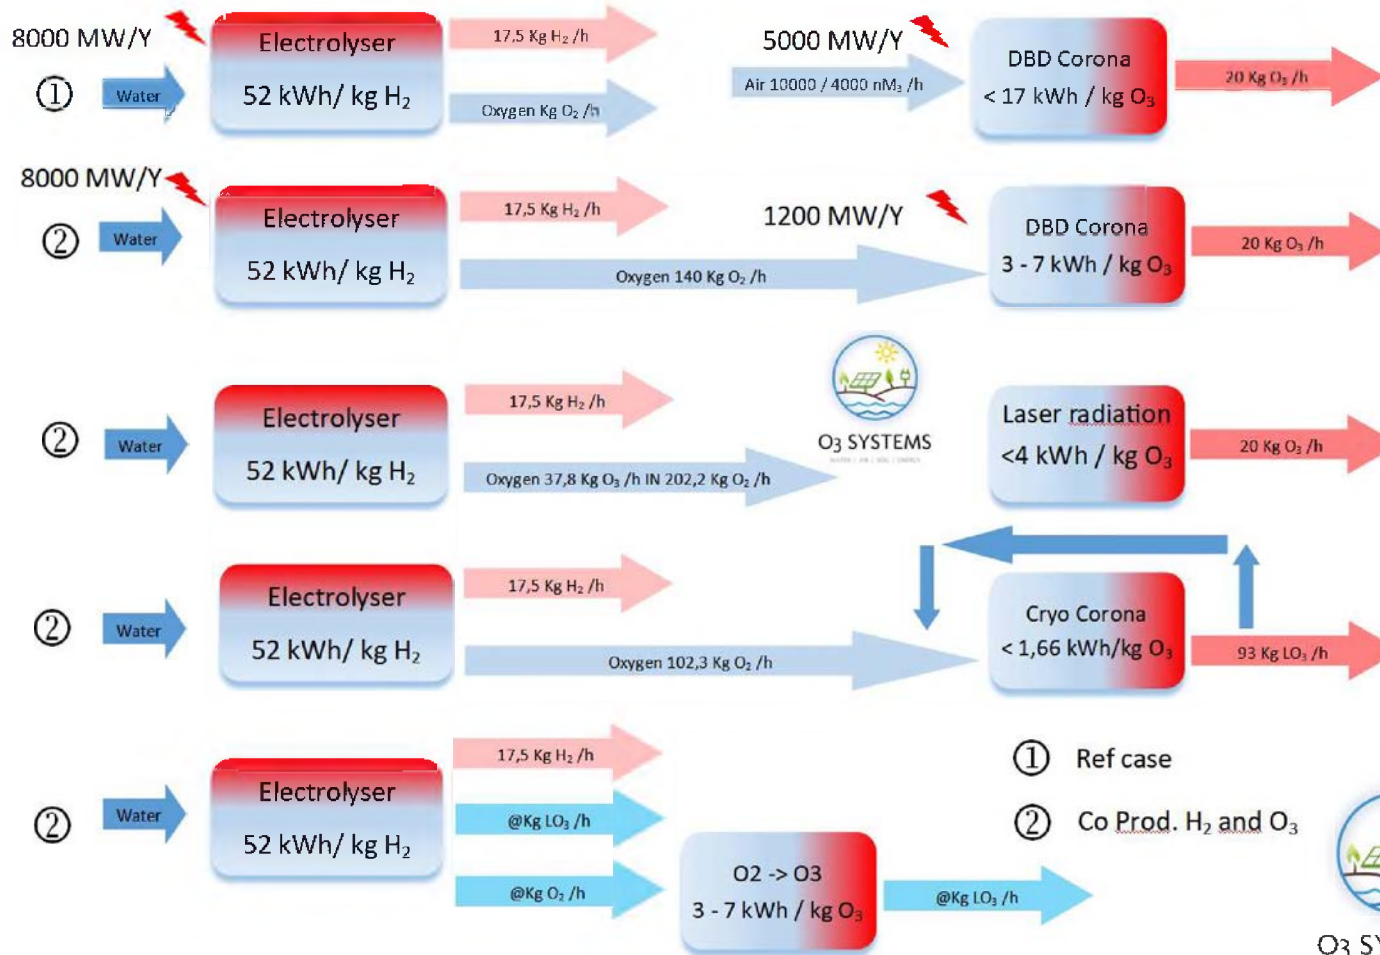 8000 MW/Y
①
Water
Electrolyser
52 kWh/ kg H₂
17,5 Kg H₂ /h
Oxygen Kg O₂ /h
5000 MW/Y
Air 10000 / 4000 nM₃ /h
DBD Corona
< 17 kWh / kg O₃
20 Kg O₃ /h
8000 MW/Y
②
Water
Electrolyser
52 kWh/ kg H₂
17,5 Kg H₂ /h
Oxygen 140 Kg O₂ /h
1200 MW/Y
DBD Corona
3 - 7 kWh / kg O₃
20 Kg O₃ /h
②
Water
Electrolyser
52 kWh/ kg H₂
17,5 Kg H₂ /h
Oxygen 37,8 Kg O₃ /h IN 202,2 Kg O₂ /h
O3 SYSTEMS
WATER / AIR / SOIL / ENERGY
Laser radiation
<4 kWh / kg O₃
20 Kg O₃ /h
②
Water
Electrolyser
52 kWh/ kg H₂
17,5 Kg H₂ /h
Oxygen 102,3 Kg O₂ /h
Cryo Corona
< 1,66 kWh/kg O₃
93 Kg LO₃ /h
②
Water
Electrolyser
52 kWh/ kg H₂
17,5 Kg H₂ /h
@Kg LO₃ /h
@Kg O₂ /h
O2 -> O3
3 - 7 kWh / kg O₃
@Kg LO₃ /h
① Ref case
② Co Prod. H₂ and O₃
O3 SY